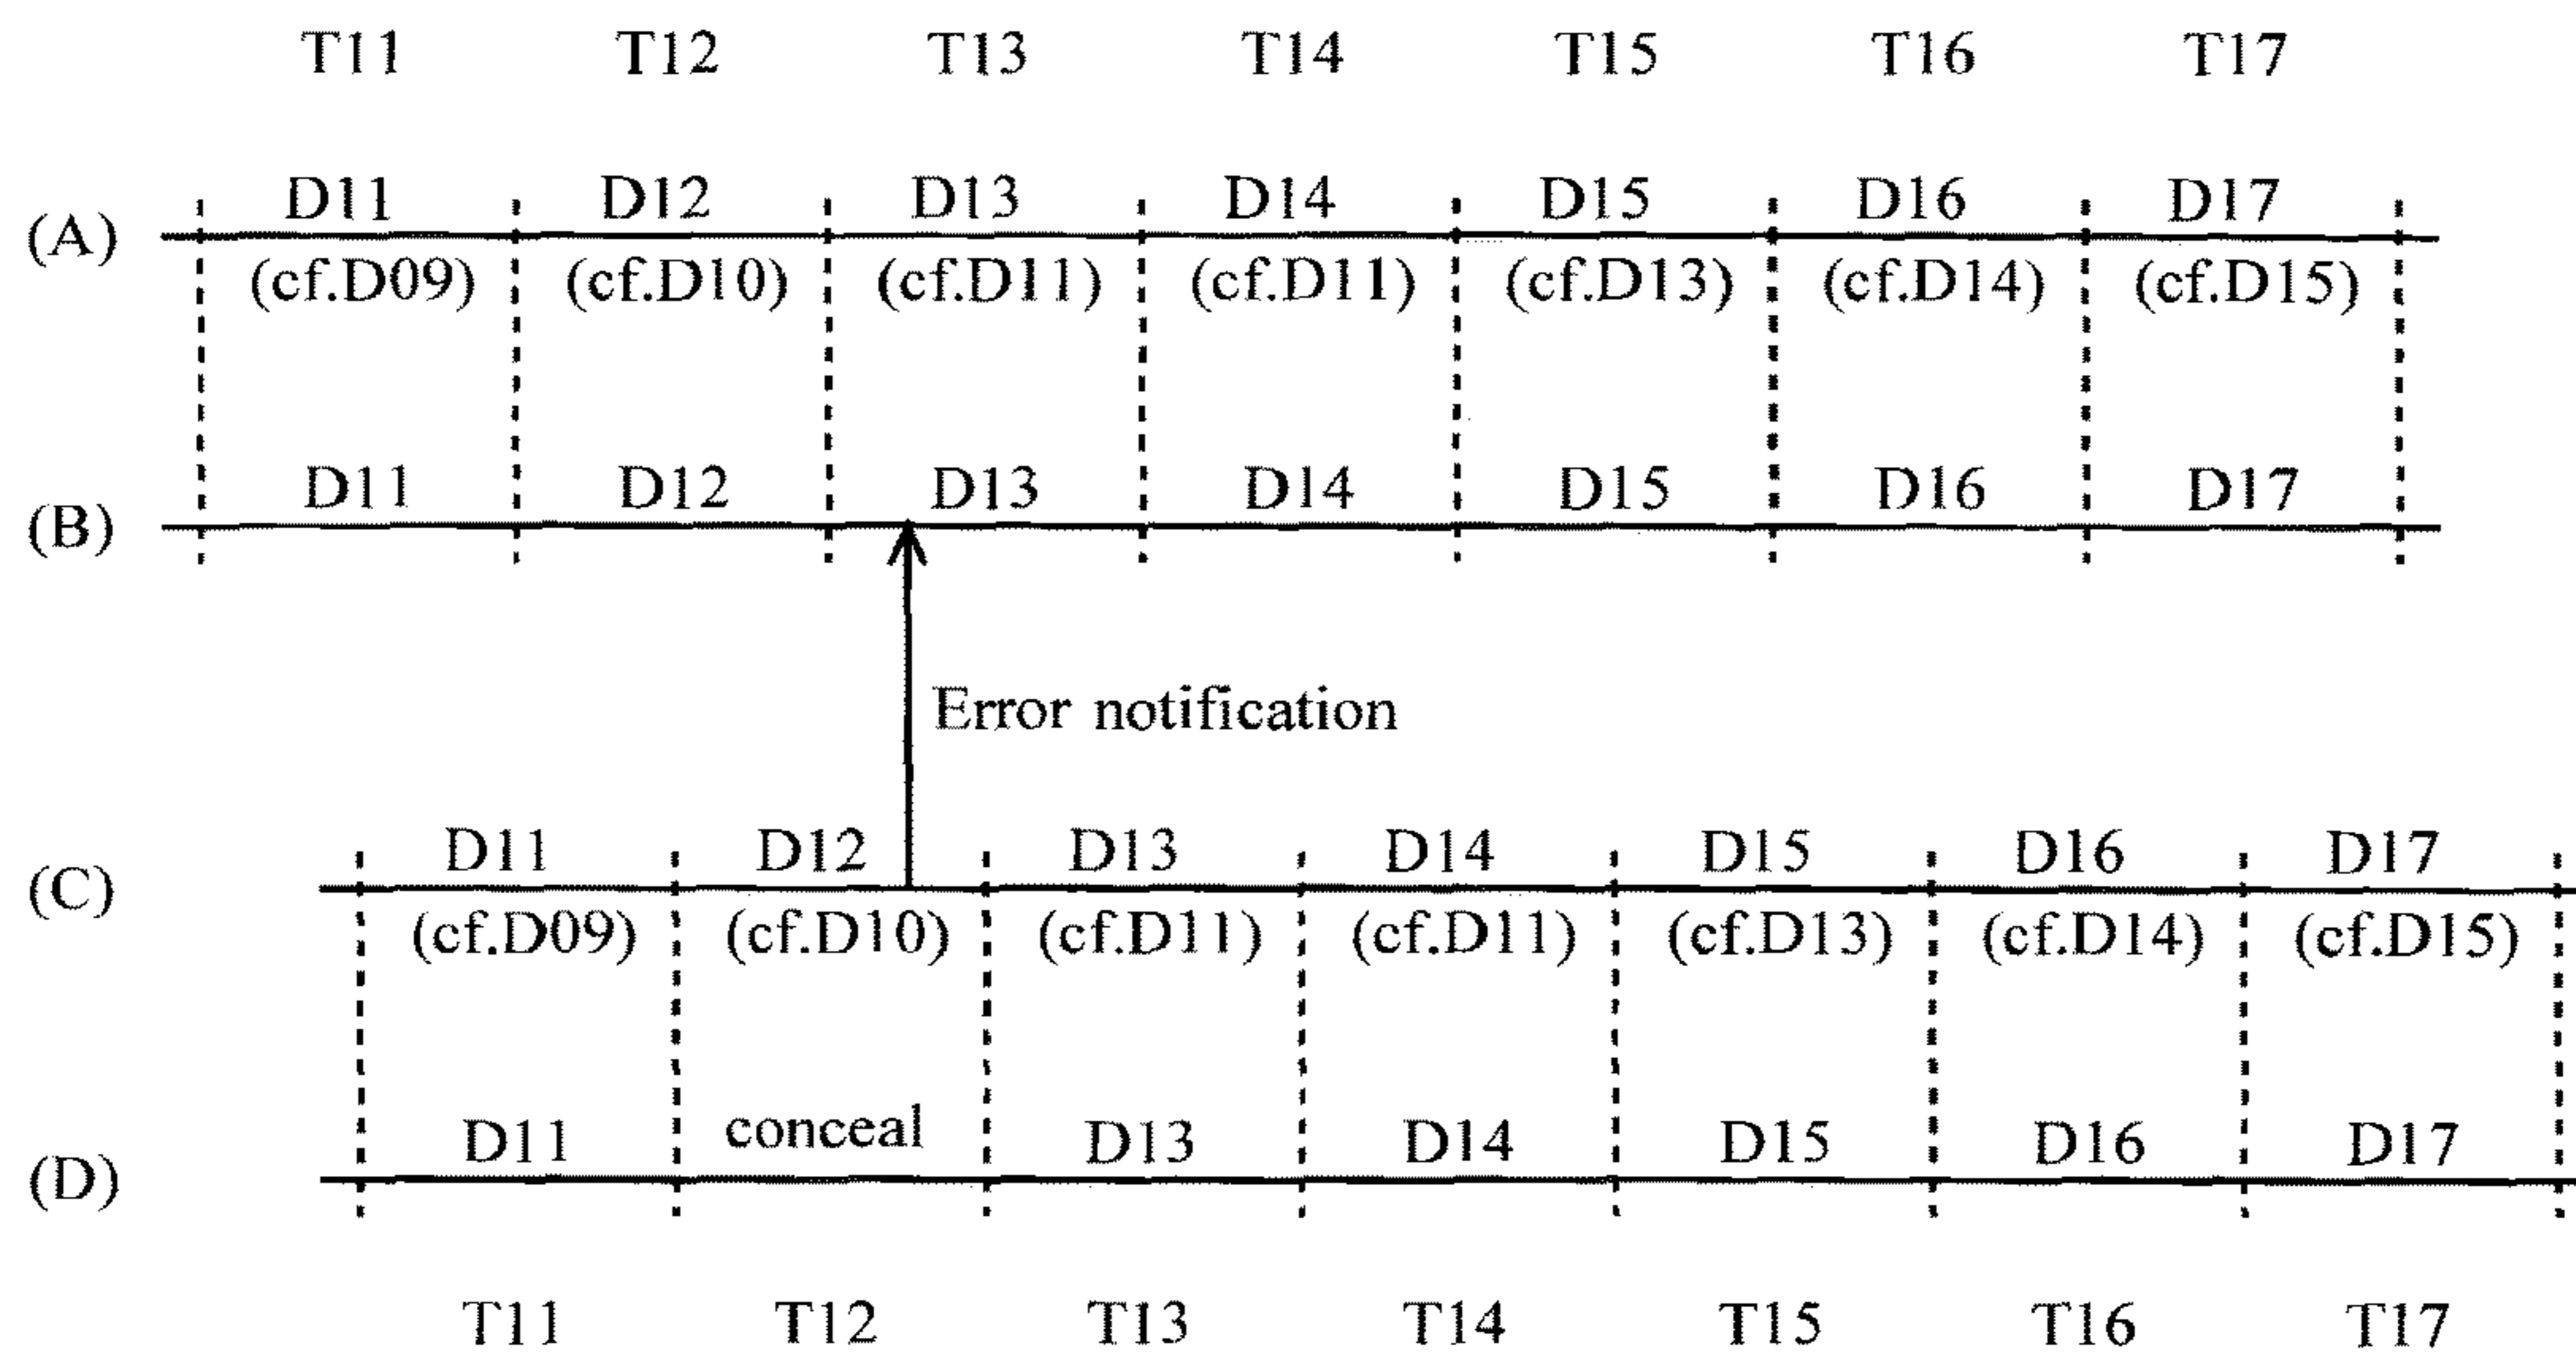 T11 T12 T13 T14 T15 T16 T17
D11 D12 D13 D14 D15 D16 D17
(A)
(cf.D09) (cf.D10) (cf.D11) (cf.D11) (cf.D13) (cf.D14) (cf.D15)
D11 D12 D13 D14 D15 D16 D17
(B)
Error notification
D11 D12 D13 D14 D15 D16 D17
(C)
(cf.D09) (cf.D10) (cf.D11) (cf.D11) (cf.D13) (cf.D14) (cf.D15)
D11 conceal D13 D14 D15 D16 D17
(D)
T11 T12 T13 T14 T15 T16 T17